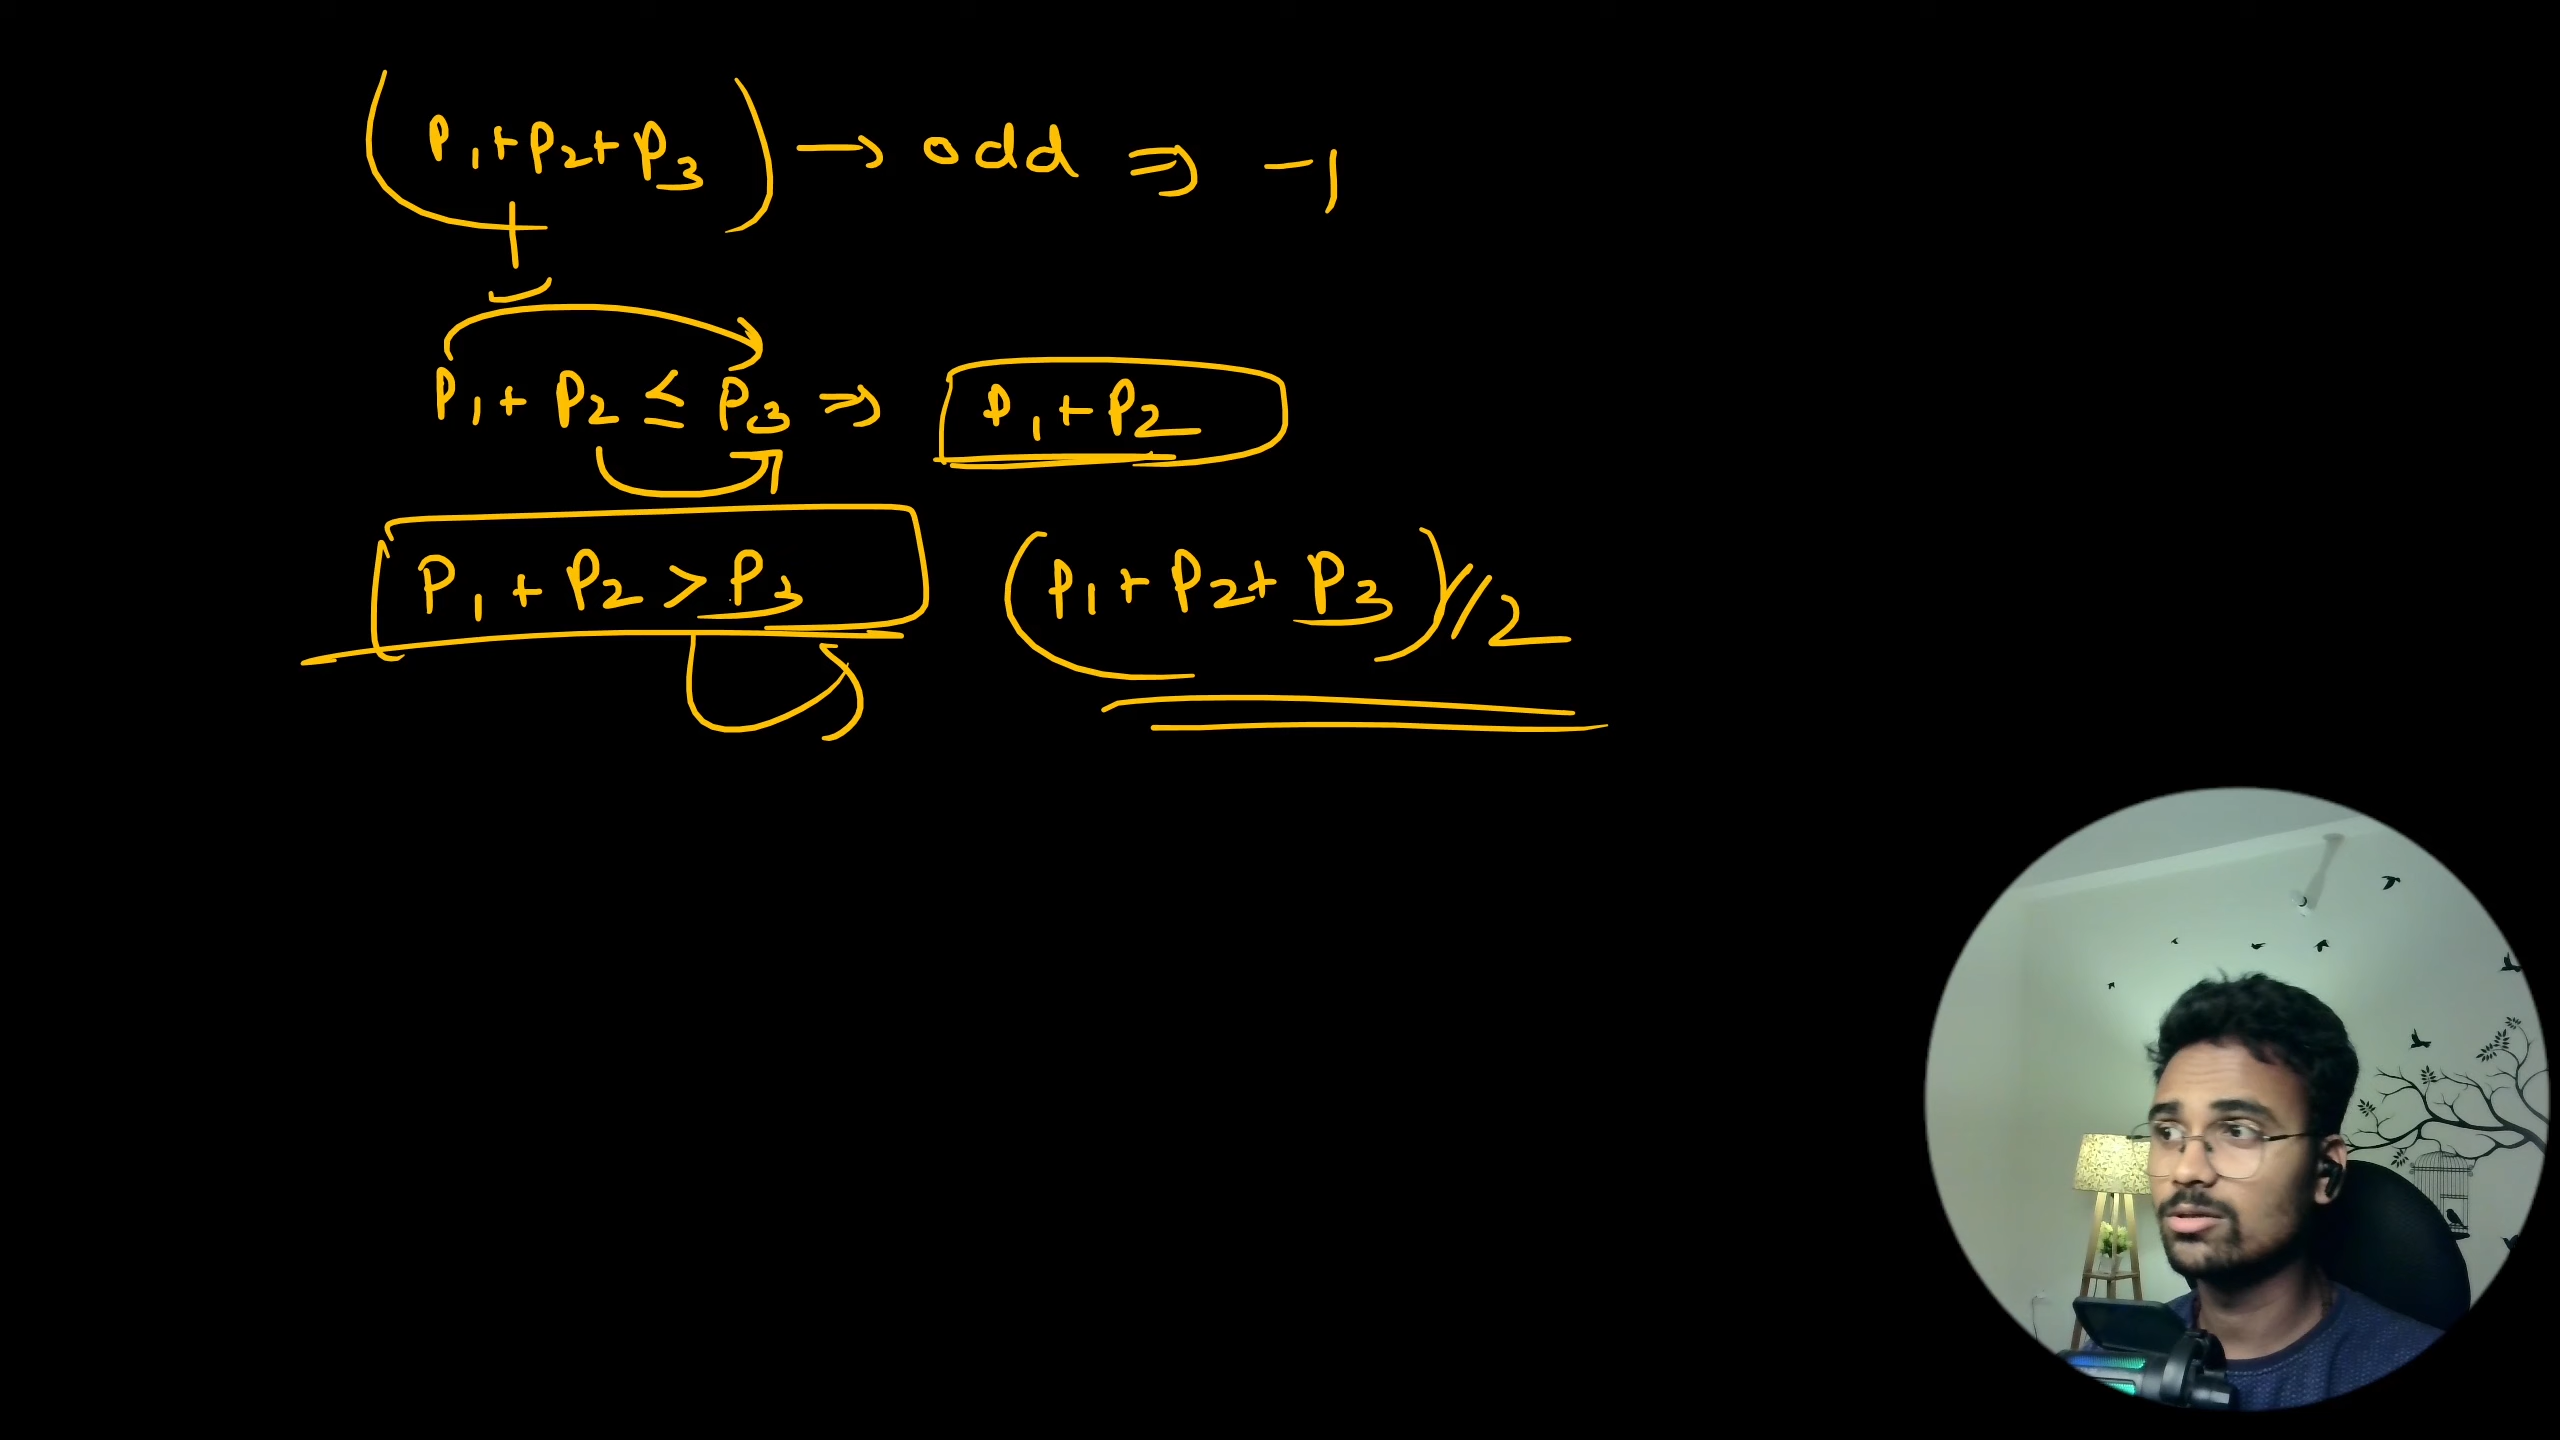 (P₁+P₂+P₃) → odd ⇒ -1
P₁ + P₂ ≤ P₃ ⇒ P₁+P₂
P₁ + P₂ > P₃ (P₁+P₂+P₃)//2